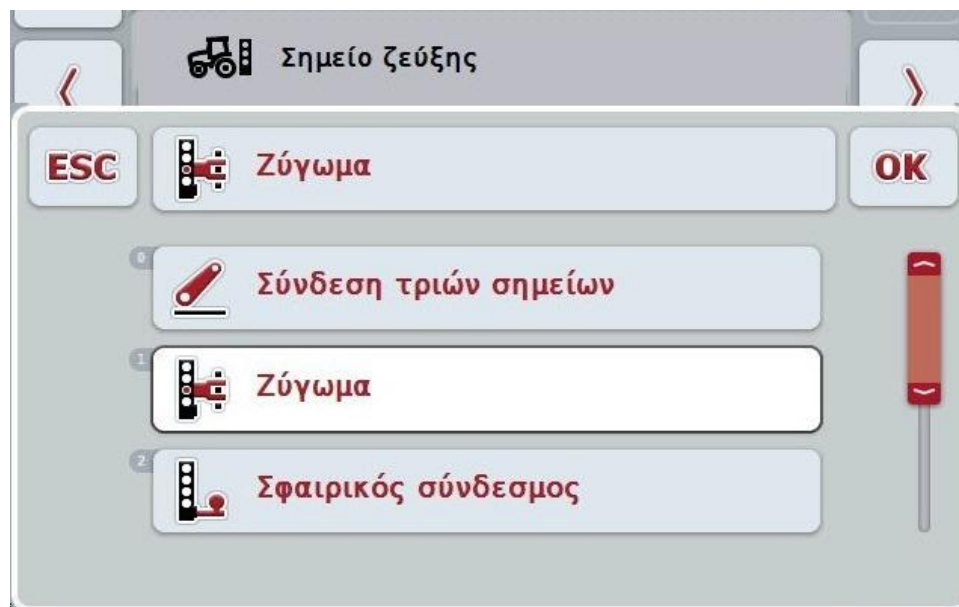 Σημείο ζεύξης
ESC
Ζύγωμα
OK
0
Σύνδεση τριών σημείων
1
Ζύγωμα
2
Σφαιρικός σύνδεσμος